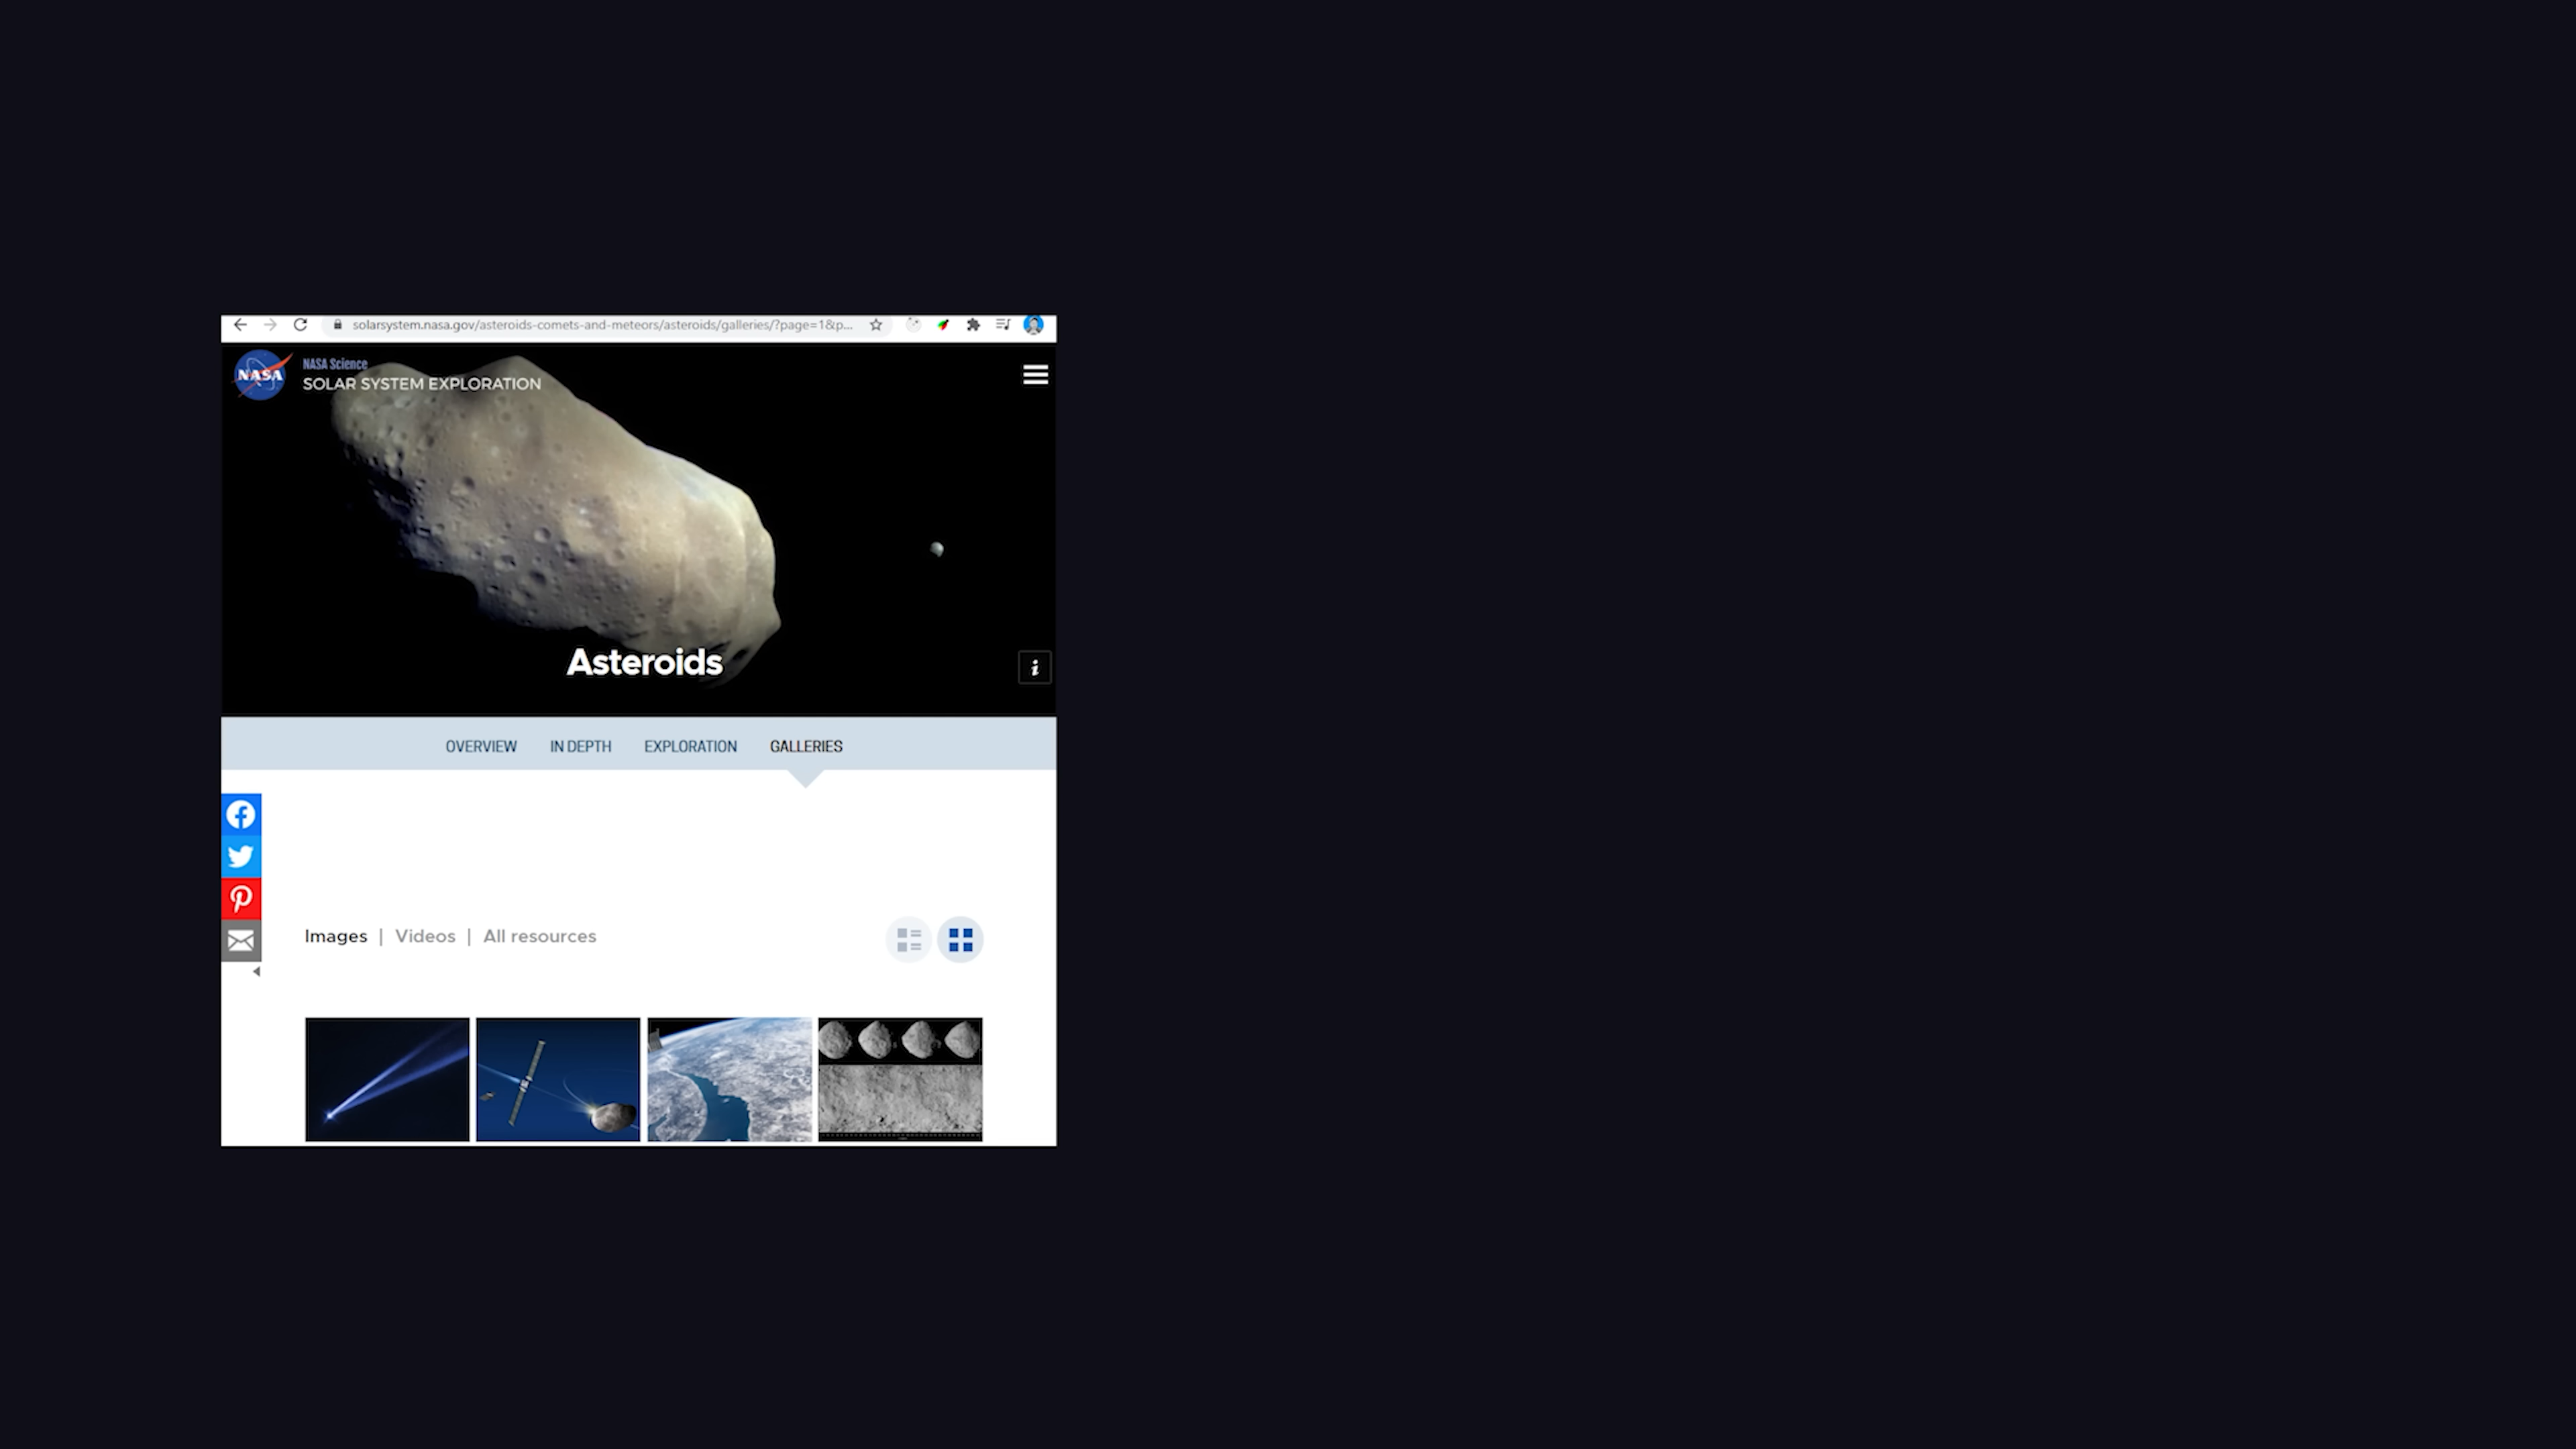 solarsystem.nasa.gov/asteroids-comets-and-meteors/asteroids/galleries/?page=1&p...
NASA
NASA Science
SOLAR SYSTEM EXPLORATION
Asteroids
i
OVERVIEW IN DEPTH EXPLORATION GALLERIES
Images | Videos | All resources